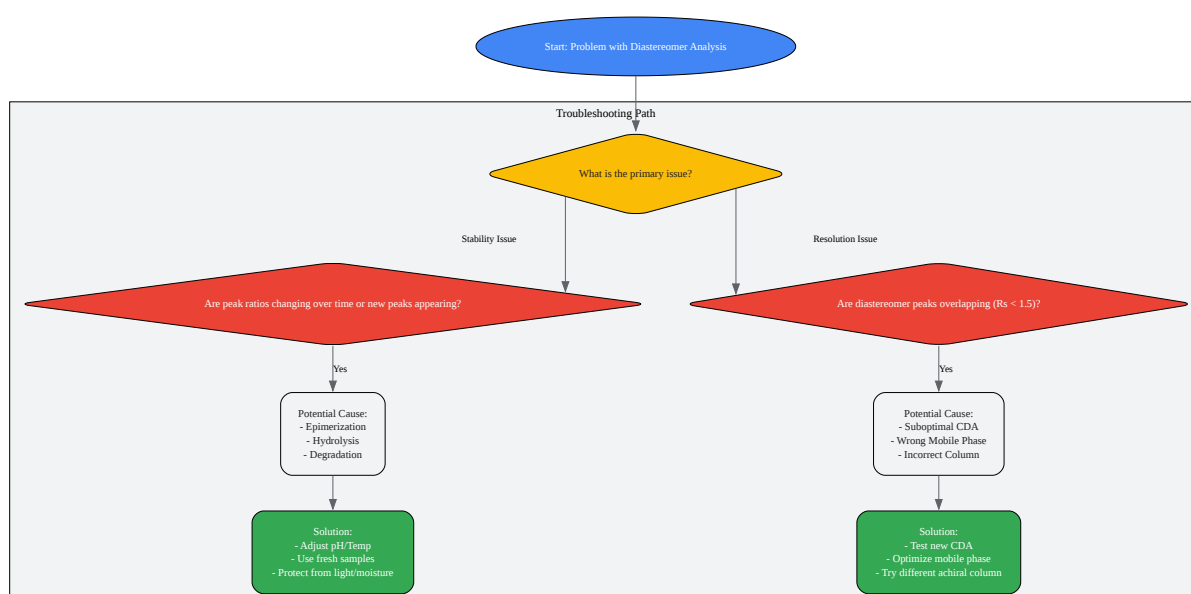 Start: Problem with Diastereomer Analysis
Troubleshooting Path
What is the primary issue?
Stability Issue
Resolution Issue
Are peak ratios changing over time or new peaks appearing?
Are diastereomer peaks overlapping (Rs < 1.5)?
Yes
Yes
Potential Cause:
- Epimerization
- Hydrolysis
- Degradation
Potential Cause:
- Suboptimal CDA
- Wrong Mobile Phase
- Incorrect Column
Solution:
- Adjust pH/Temp
- Use fresh samples
- Protect from light/moisture
Solution:
- Test new CDA
- Optimize mobile phase
- Try different achiral column